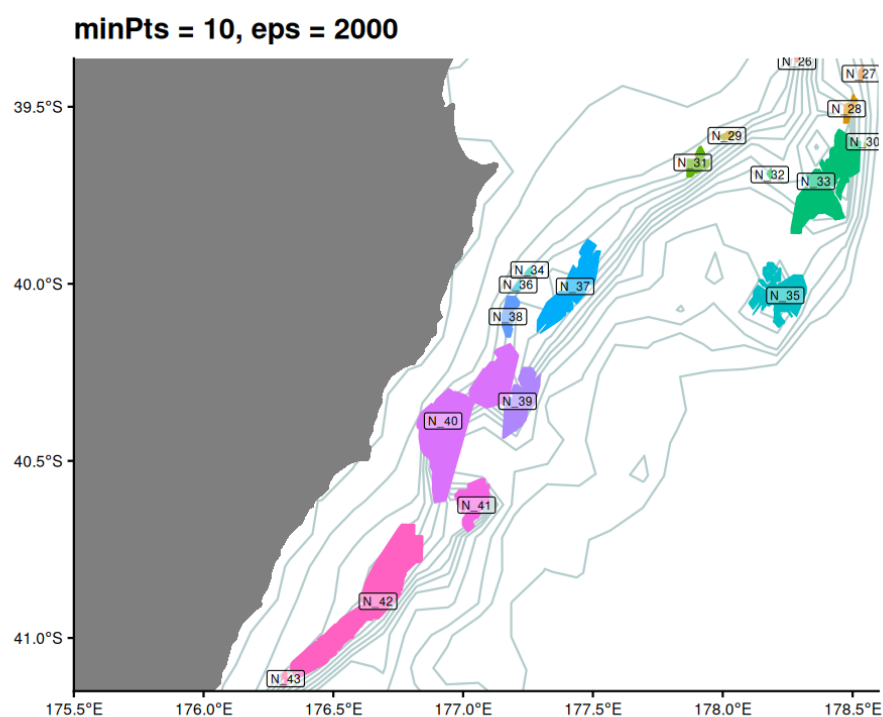 minPts = 10, eps = 2000
N_26
N_27
39.5°S
N_28
N_29
N_30
N_31
N_32
N_33
N_34
40.0°S
N_36
N_37
N_35
N_38
N_39
N_40
40.5°S
N_41
N_42
41.0°S
N_43
175.5°E 176.0°E 176.5°E 177.0°E 177.5°E 178.0°E 178.5°E